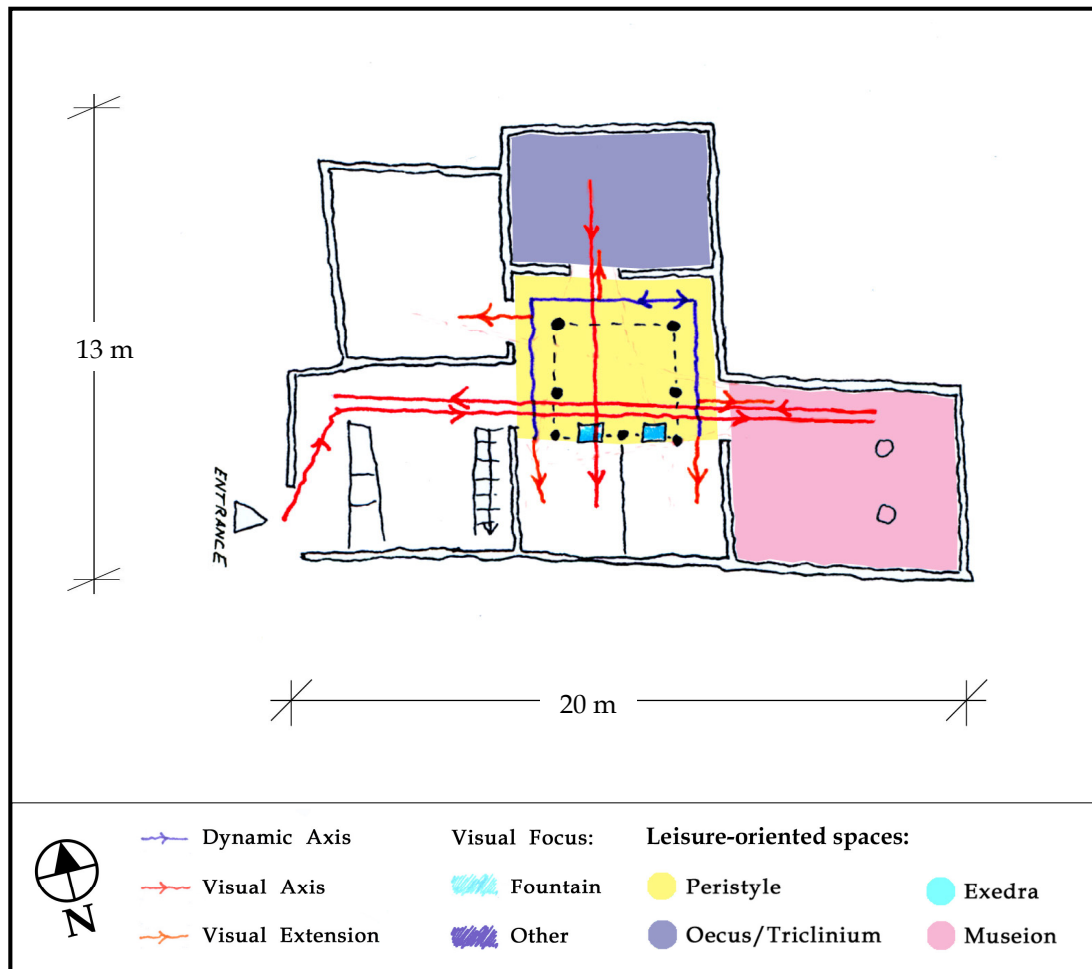 13 m
ENTRANCE
20 m
N
Dynamic Axis
Visual Axis
Visual Extension
Visual Focus:
Fountain
Other
Leisure-oriented spaces:
Peristyle
Oecus/Triclinium
Exedra
Museion